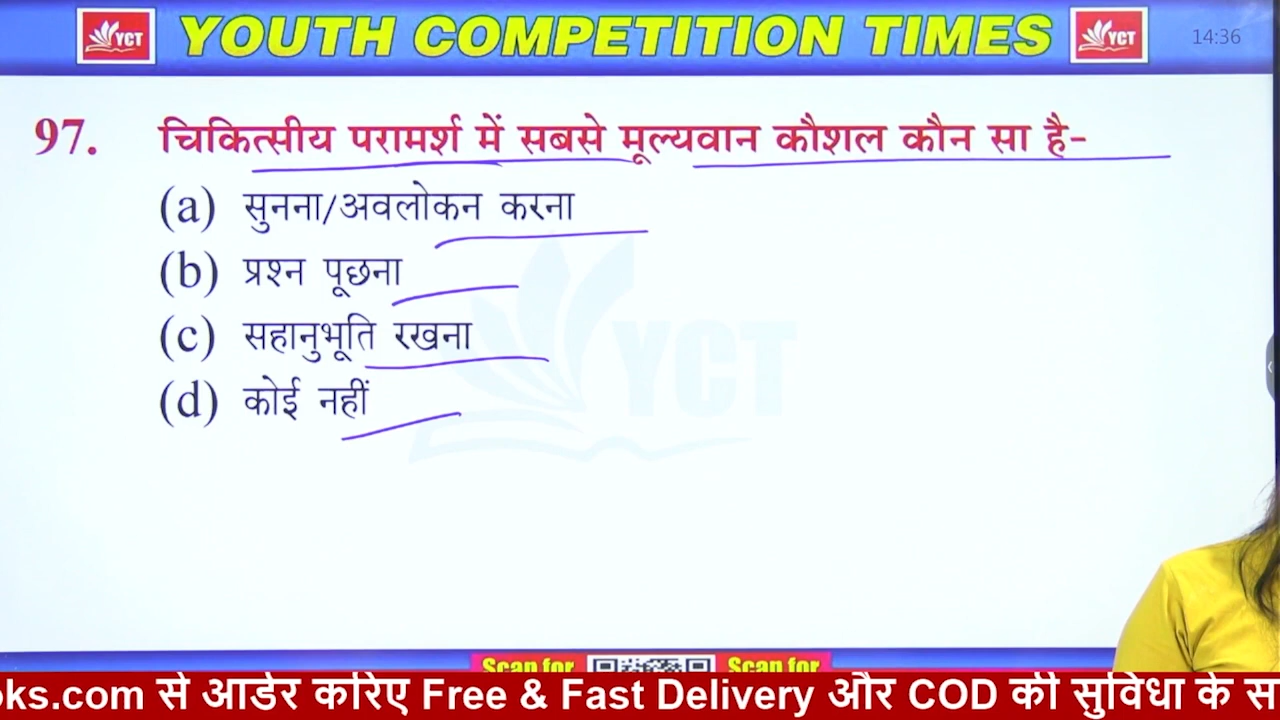 YCT YOUTH COMPETITION TIMES YCT 14:36
97. चिकित्सीय परामर्श में सबसे मूल्यवान कौशल कौन सा है-
(a) सुनना/अवलोकन करना
(b) प्रश्न पूछना
(c) सहानुभूति रखना
(d) कोई नहीं
YCT
Scan for Scan for
oks.com से आर्डर करिए Free & Fast Delivery और COD की सुविधा के स